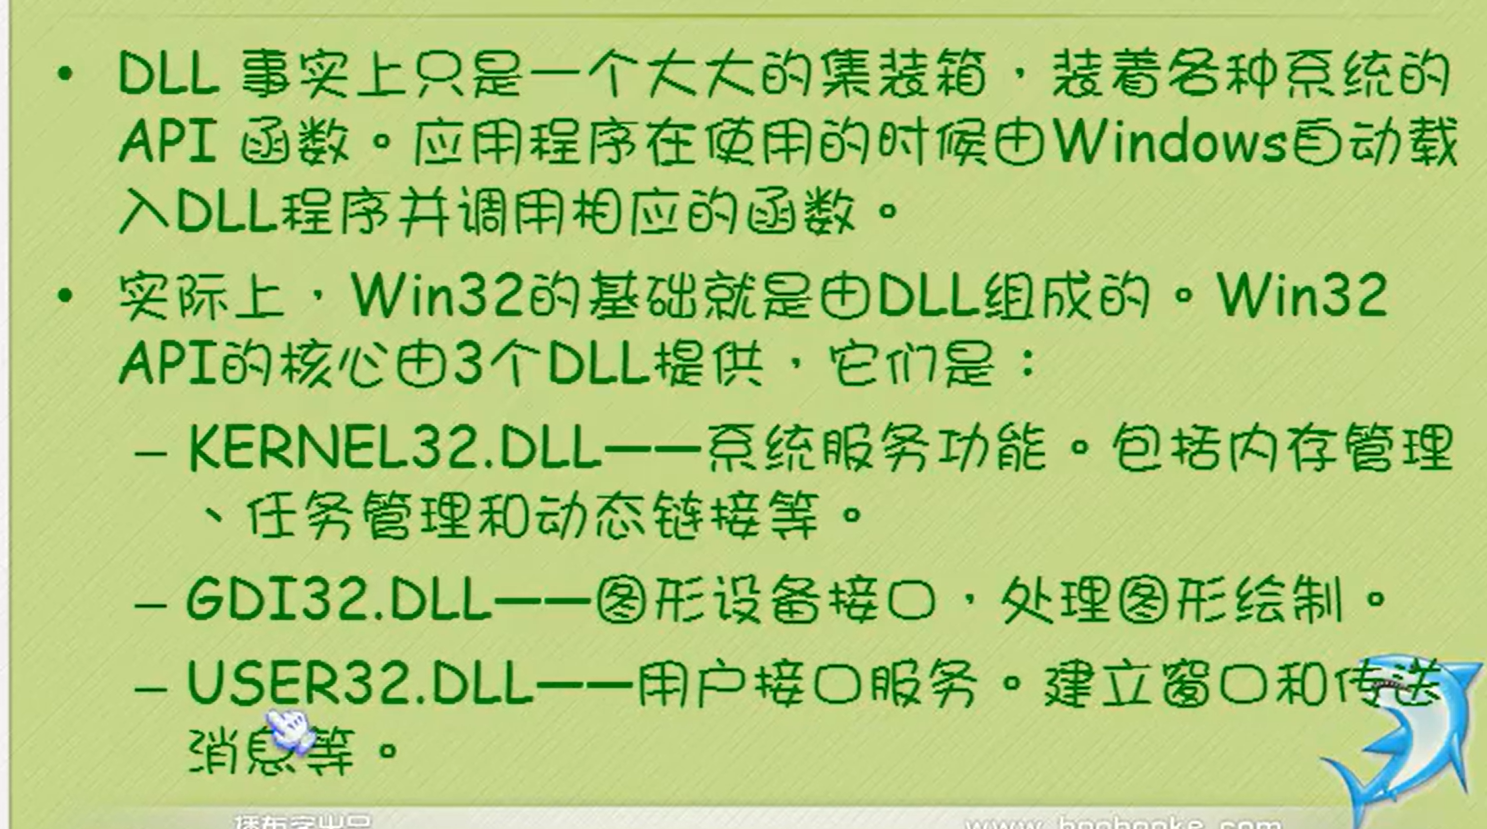 • DLL 事实上只是一个大大的集装箱，装着各种系统的
API 函数。应用程序在使用的时候由Windows自动载
入DLL程序并调用相应的函数。
• 实际上，Win32的基础就是由DLL组成的。Win32
API的核心由3个DLL提供，它们是：
– KERNEL32.DLL——系统服务功能。包括内存管理
、任务管理和动态链接等。
– GDI32.DLL——图形设备接口，处理图形绘制。
– USER32.DLL——用户接口服务。建立窗口和传送
消息等。